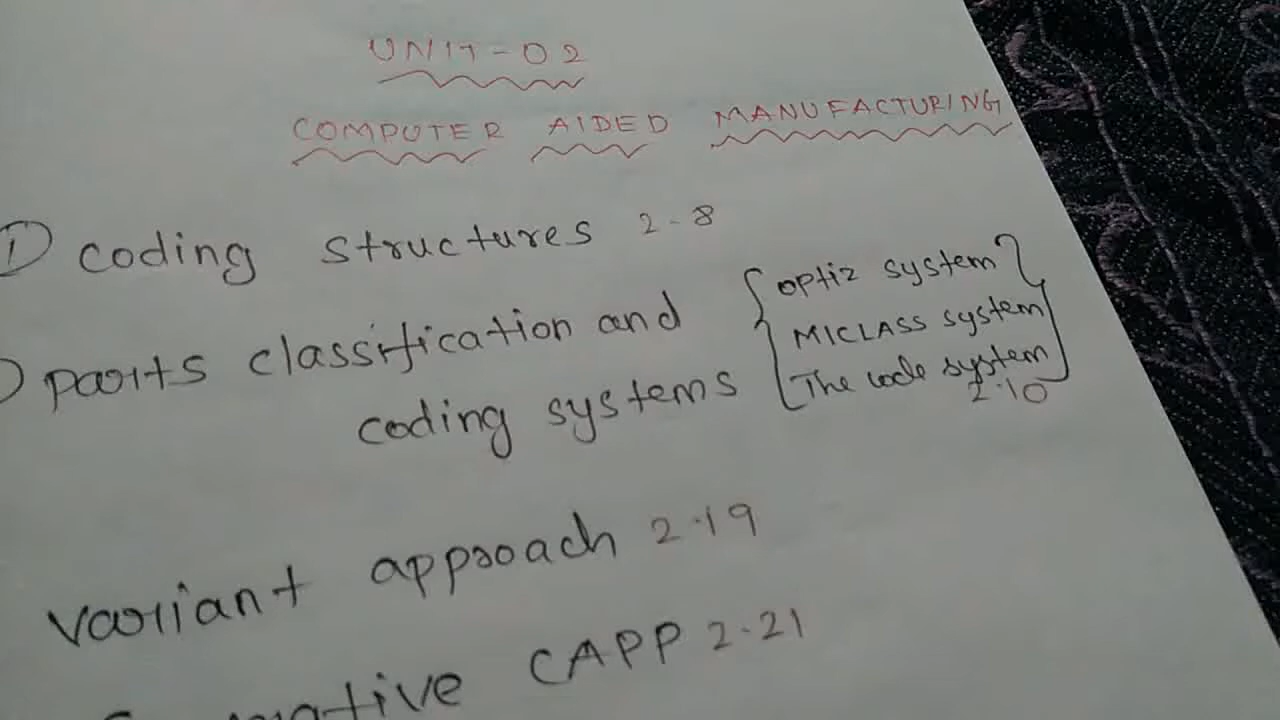 UNIT-02
COMPUTER AIDED MANUFACTURING
1) coding structures 2-8
parts classification and
coding systems
{ optiz system }
MICLASS system
The code system
2.10
variant approach 2.19
CAPP 2.21